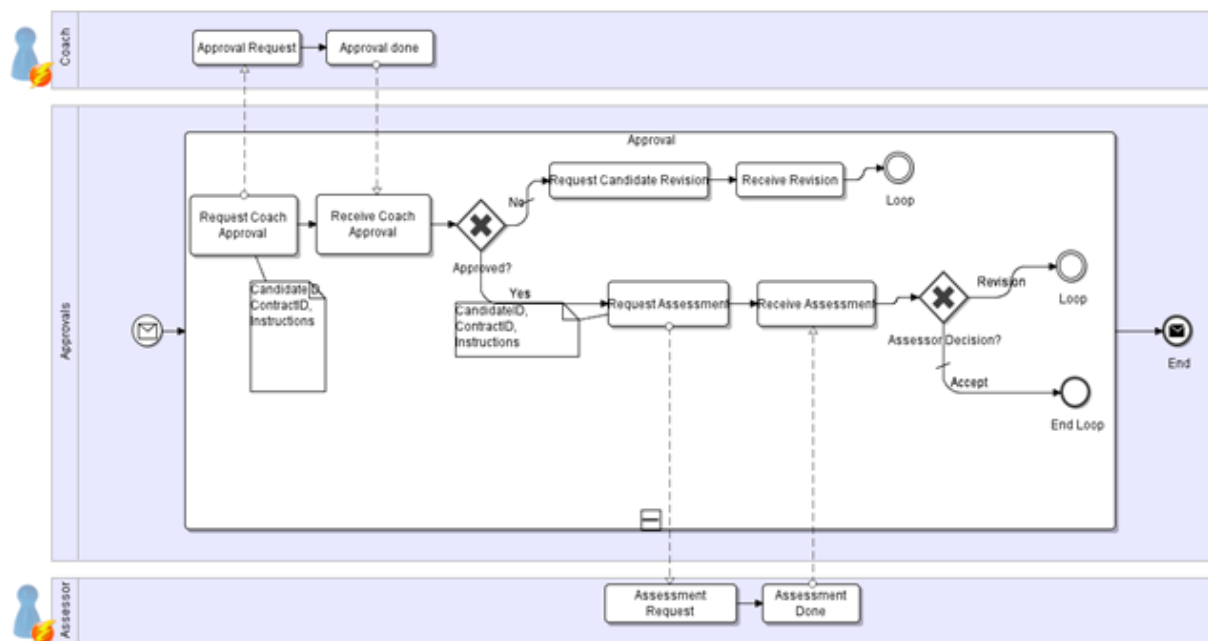 Coach
Approval Request
Approval done
Approvals
Approval
Request Coach
Approval
Receive Coach
Approval
Approved?
No
Request Candidate Revision
Receive Revision
Loop
CandidateID,
ContractID,
Instructions
Yes
CandidateID,
ContractID,
Instructions
Request Assessment
Receive Assessment
Assessor Decision?
Revision
Loop
Accept
End Loop
End
Assessor
Assessment
Request
Assessment
Done